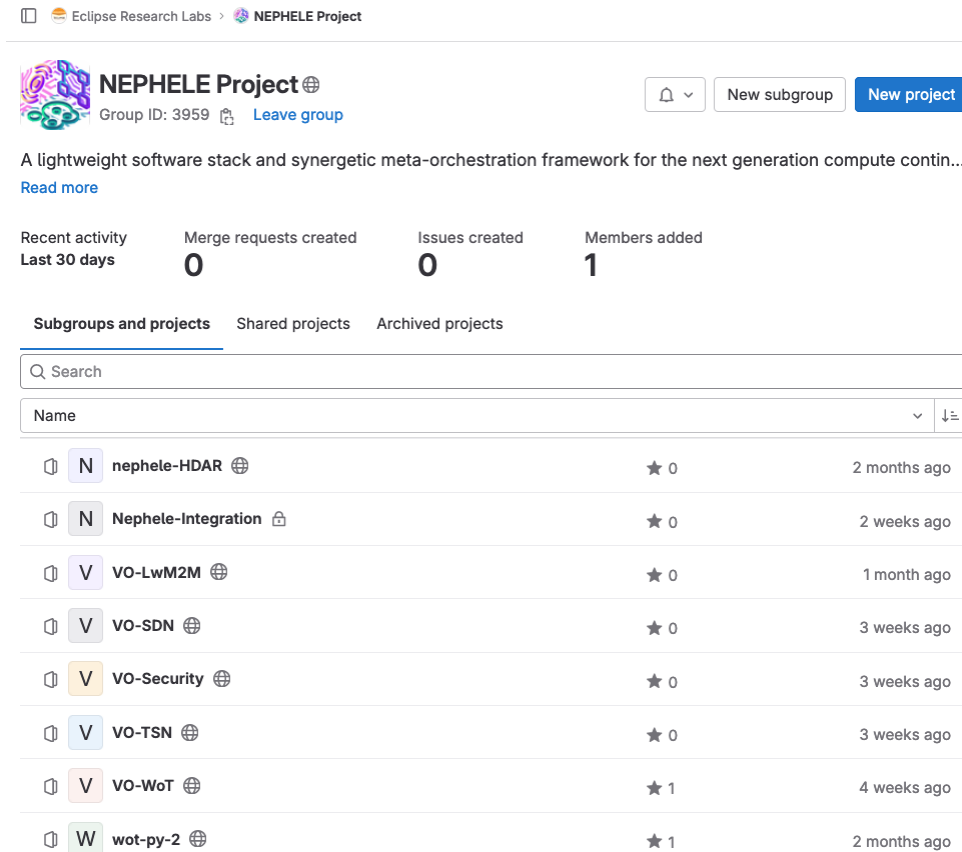 Eclipse Research Labs › NEPHELE Project
NEPHELE Project
Group ID: 3959 Leave group
New subgroup
New project
A lightweight software stack and synergetic meta-orchestration framework for the next generation compute contin...
Read more
Recent activity
Last 30 days
Merge requests created
0
Issues created
0
Members added
1
Subgroups and projects Shared projects Archived projects
Search
Name
N nephele-HDAR 0 2 months ago
N Nephele-Integration 0 2 weeks ago
V VO-LwM2M 0 1 month ago
V VO-SDN 0 3 weeks ago
V VO-Security 0 3 weeks ago
V VO-TSN 0 3 weeks ago
V VO-WoT 1 4 weeks ago
W wot-py-2 1 2 months ago